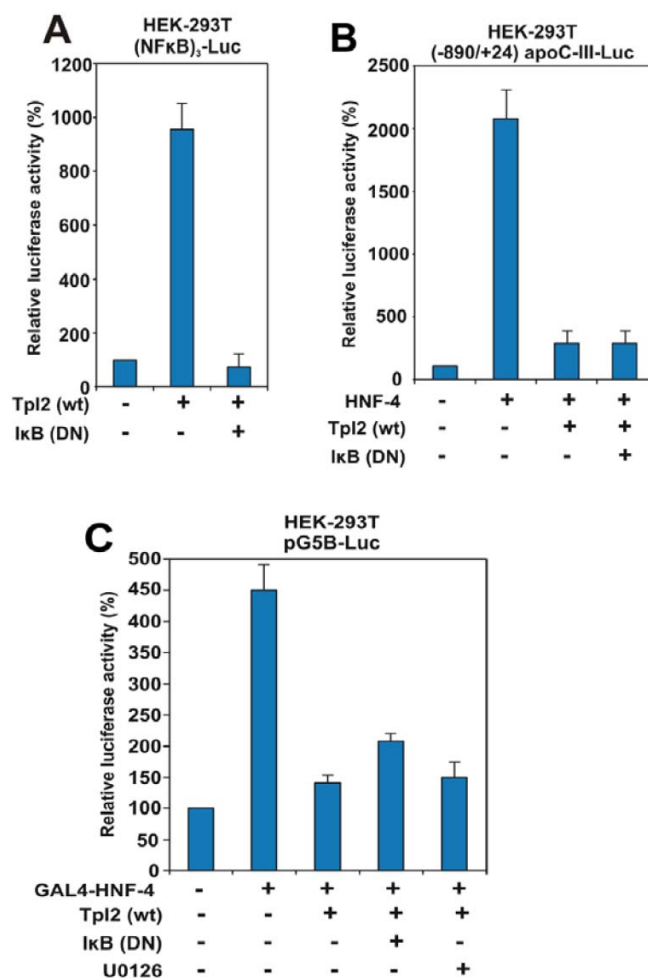 A
HEK-293T
(NFκB)₃-Luc
Relative luciferase activity (%)
1200
1000
800
600
400
200
0
Tpl2 (wt) - + +
IκB (DN) - - +
B
HEK-293T
(-890/+24) apoC-III-Luc
Relative luciferase activity (%)
2500
2000
1500
1000
500
0
HNF-4 - + + +
Tpl2 (wt) - - + +
IκB (DN) - - - +
C
HEK-293T
pG5B-Luc
Relative luciferase activity (%)
500
450
400
350
300
250
200
150
100
50
0
GAL4-HNF-4 - + + + +
Tpl2 (wt) - - + + +
IκB (DN) - - - + -
U0126 - - - - +